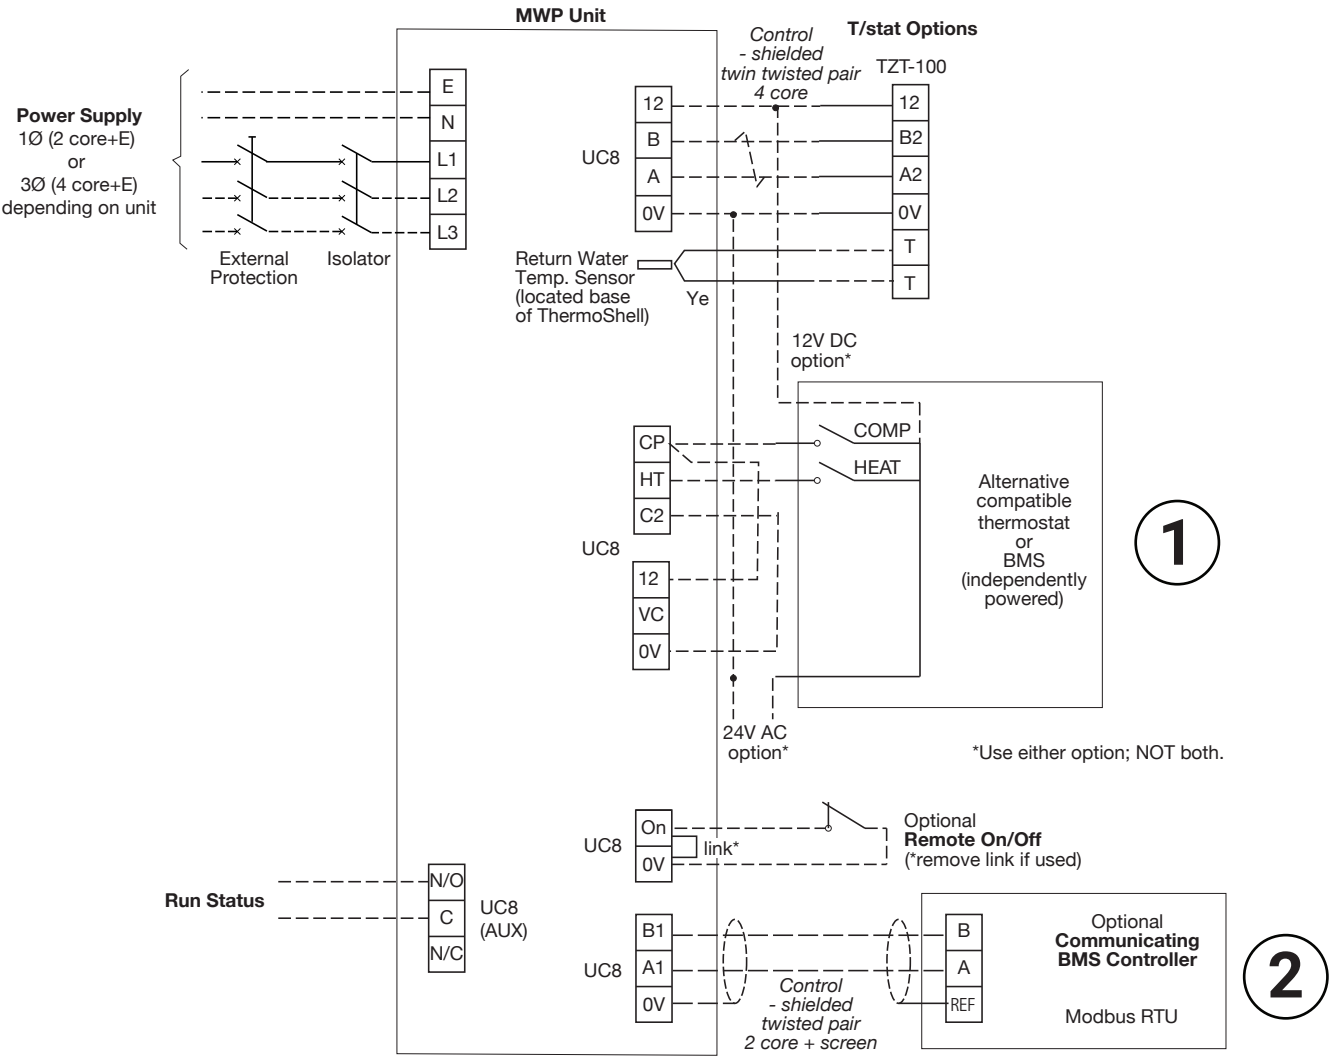 MWP Unit
Control
- shielded
twin twisted pair
4 core
T/stat Options
TZT-100
Power Supply
1Ø (2 core+E)
or
3Ø (4 core+E)
depending on unit
E
N
L1
L2
L3
External
Protection
Isolator
UC8
12
B
A
0V
12
B2
A2
0V
T
T
Return Water
Temp. Sensor
(located base
of ThermoShell)
Ye
12V DC
option*
CP
HT
C2
UC8
12
VC
0V
COMP
HEAT
Alternative
compatible
thermostat
or
BMS
(independently
powered)
1
24V AC
option*
*Use either option; NOT both.
UC8
On
0V
link*
Optional
Remote On/Off
(*remove link if used)
Run Status
N/O
C
N/C
UC8
(AUX)
UC8
B1
A1
0V
Control
- shielded
twisted pair
2 core + screen
B
A
REF
Optional
Communicating
BMS Controller
Modbus RTU
2